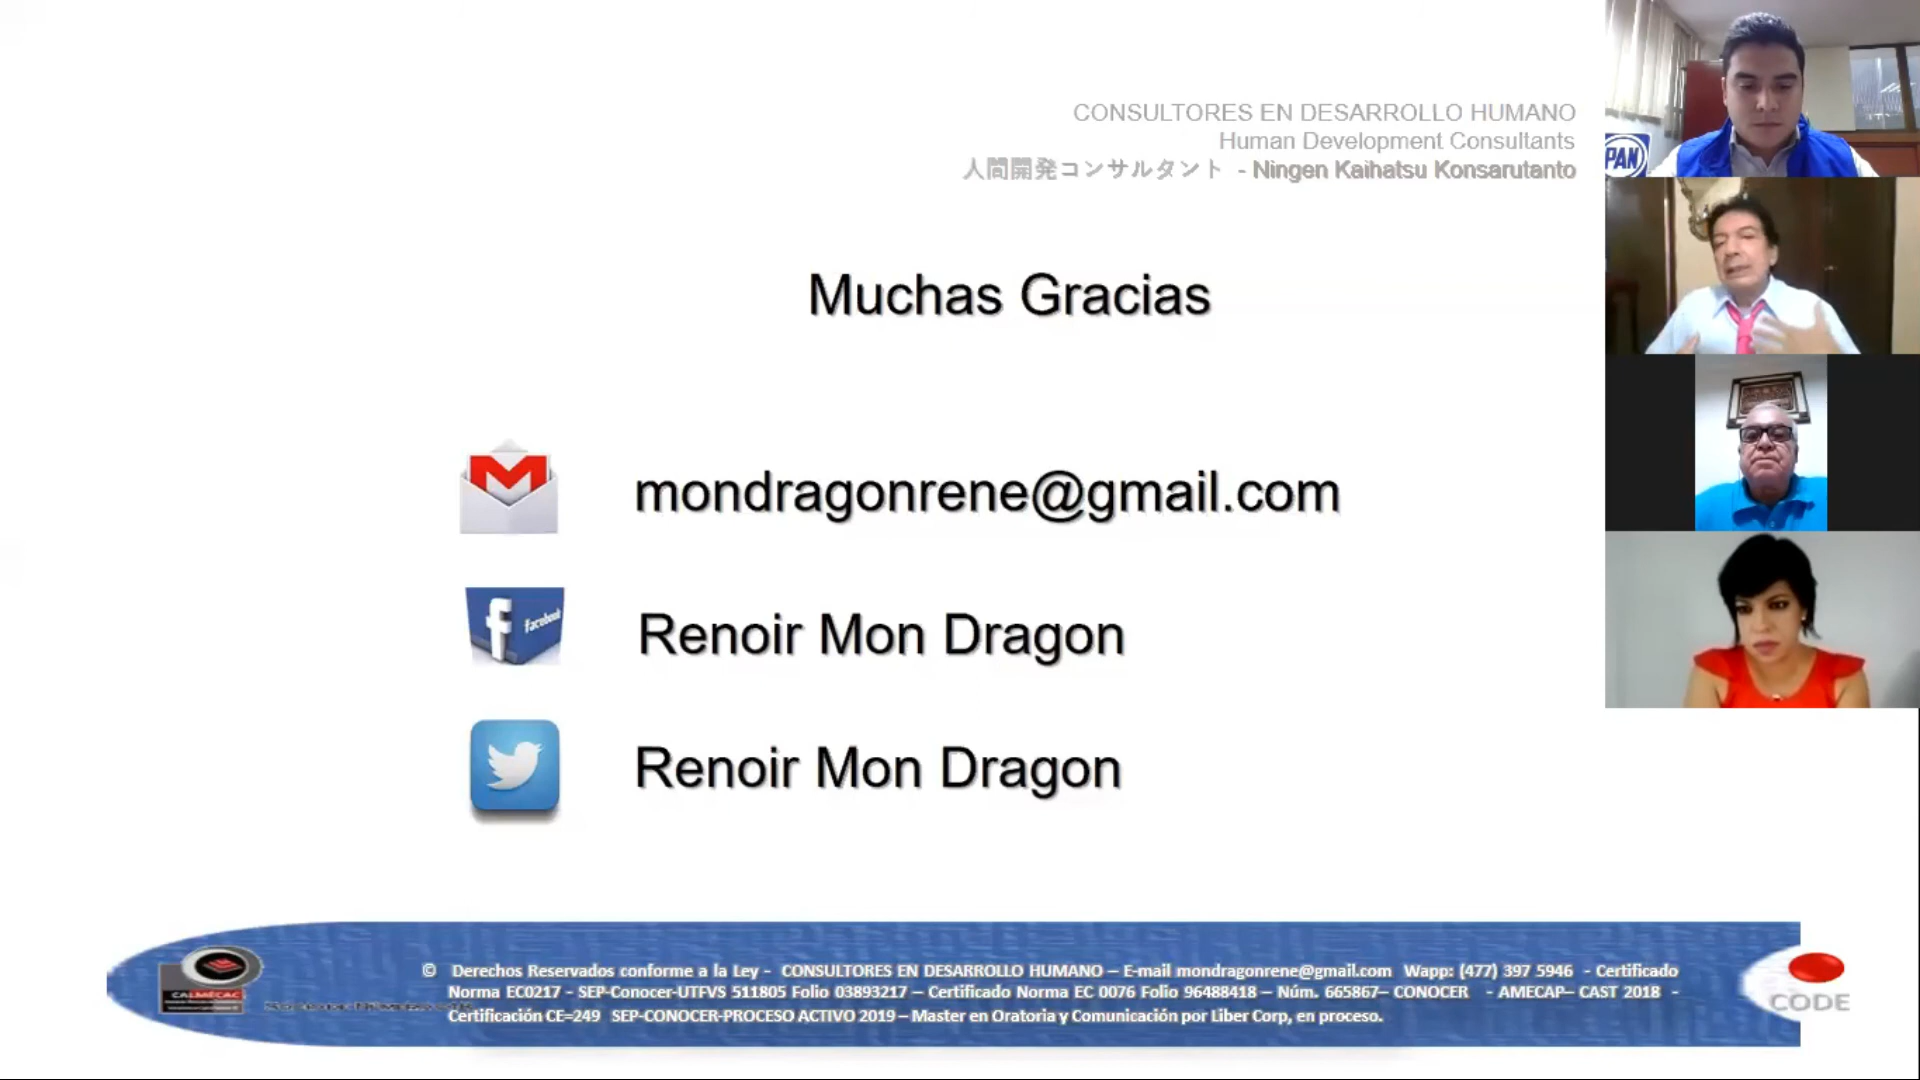 CONSULTORES EN DESARROLLO HUMANO
Human Development Consultants
人間開発コンサルタント - Ningen Kaihatsu Konsarutanto
PAN
Muchas Gracias
mondragonrene@gmail.com
facebook
Renoir Mon Dragon
Renoir Mon Dragon
© Derechos Reservados conforme a la Ley - CONSULTORES EN DESARROLLO HUMANO – E-mail mondragonrene@gmail.com Wapp: (477) 397 5946 - Certificado
Norma EC0217 - SEP-Conocer-UTFVS 511805 Folio 03893217 – Certificado Norma EC 0076 Folio 96488418 – Núm. 665867– CONOCER - AMECAP– CAST 2018 -
Certificación CE=249 SEP-CONOCER-PROCESO ACTIVO 2019 – Master en Oratoria y Comunicación por Liber Corp, en proceso.
CALMECAC
CODE